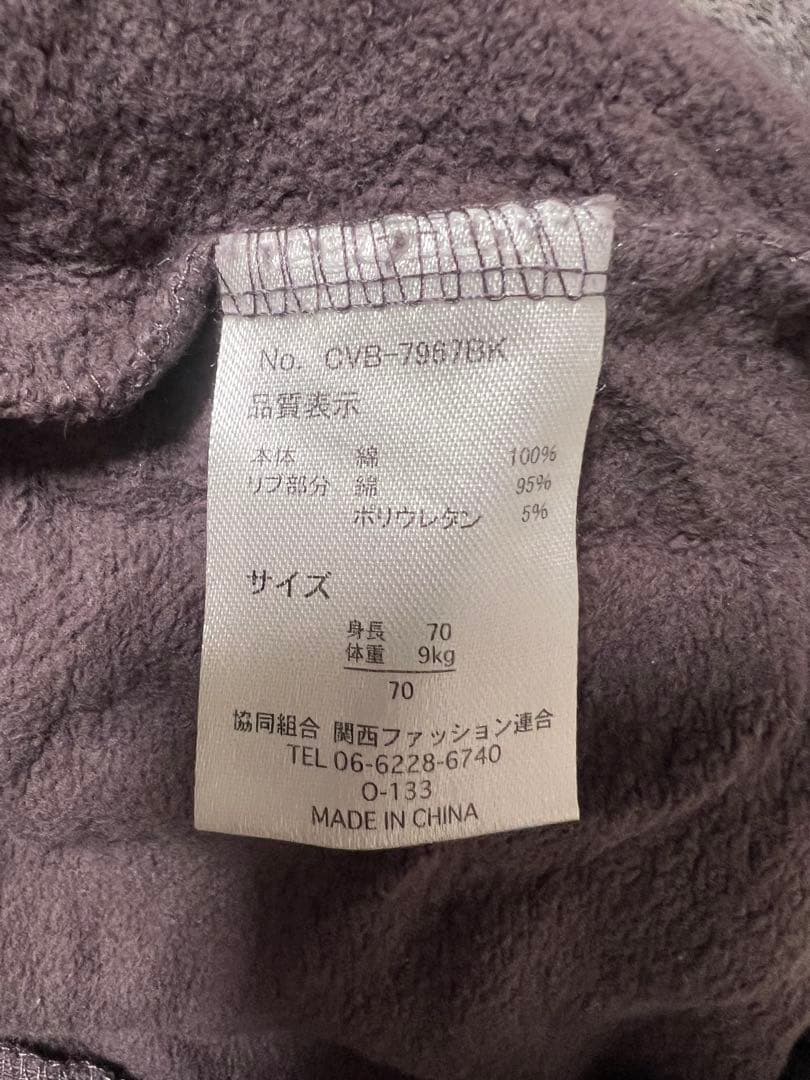 No. CVB-7967BK
品質表示
本体 綿 100%
リブ部分 綿 95%
ポリウレタン 5%
サイズ
身長 70
体重 9kg
70
協同組合 関西ファッション連合
TEL 06-6228-6740
O-133
MADE IN CHINA